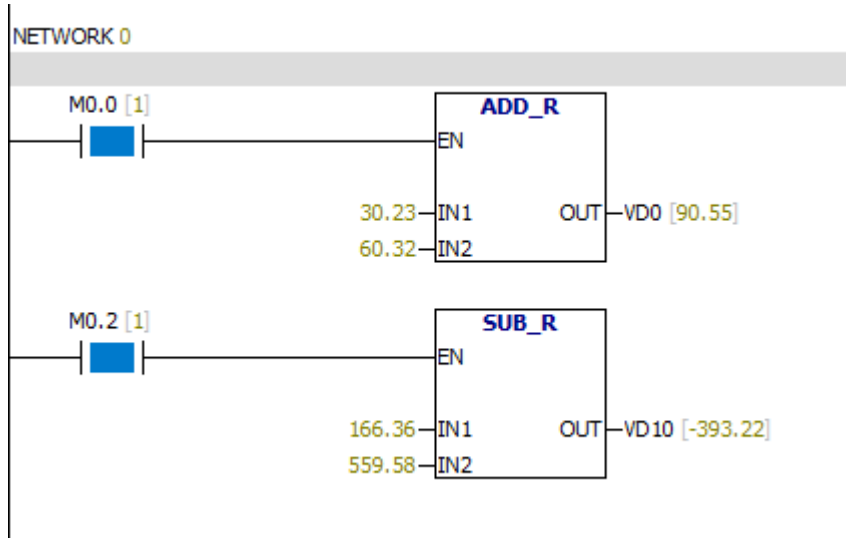 NETWORK 0
M0.0 [1]
ADD_R
EN
30.23 IN1 OUT VD0 [90.55]
60.32 IN2
M0.2 [1]
SUB_R
EN
166.36 IN1 OUT VD10 [-393.22]
559.58 IN2